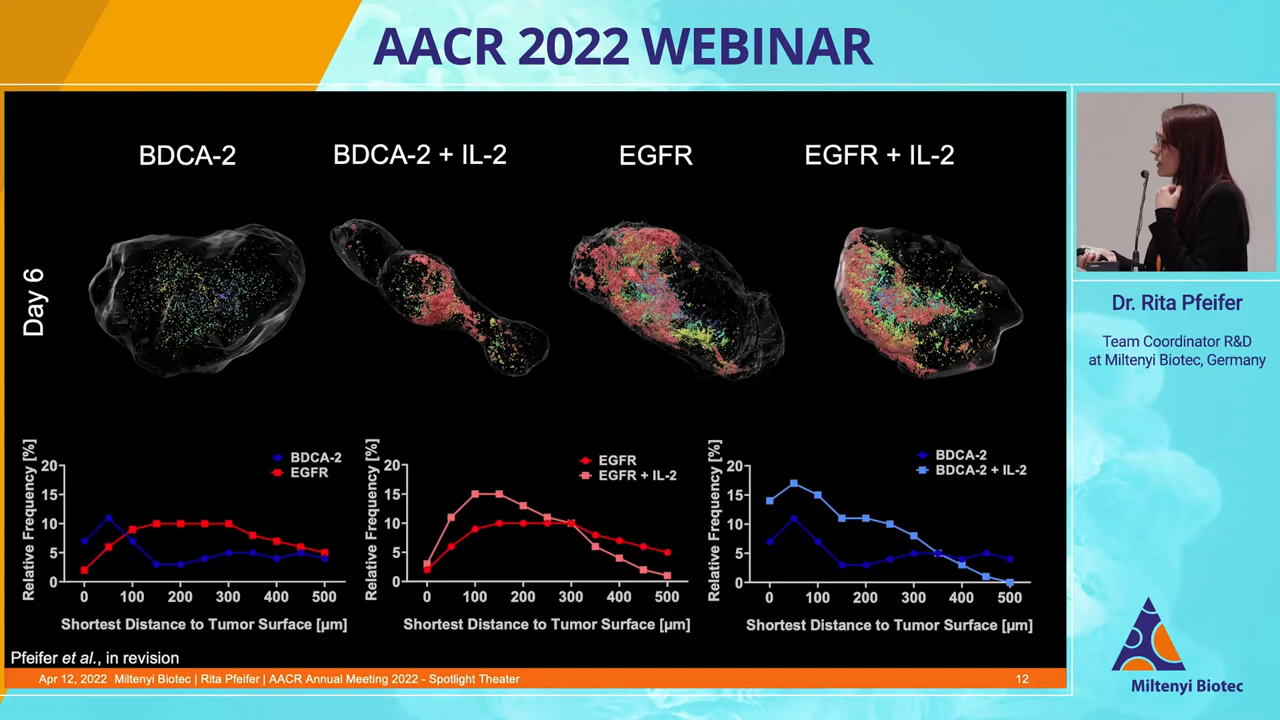 AACR 2022 WEBINAR
BDCA-2
BDCA-2 + IL-2
EGFR
EGFR + IL-2
Day 6
Relative Frequency [%]
20
15
10
5
0
0 100 200 300 400 500
Shortest Distance to Tumor Surface [µm]
BDCA-2
EGFR
Relative Frequency [%]
20
15
10
5
0
0 100 200 300 400 500
Shortest Distance to Tumor Surface [µm]
EGFR
EGFR + IL-2
Relative Frequency [%]
20
15
10
5
0
0 100 200 300 400 500
Shortest Distance to Tumor Surface [µm]
BDCA-2
BDCA-2 + IL-2
Pfeifer et al., in revision
Apr 12, 2022 Miltenyi Biotec | Rita Pfeifer | AACR Annual Meeting 2022 - Spotlight Theater
12
Dr. Rita Pfeifer
Team Coordinator R&D
at Miltenyi Biotec, Germany
Miltenyi Biotec